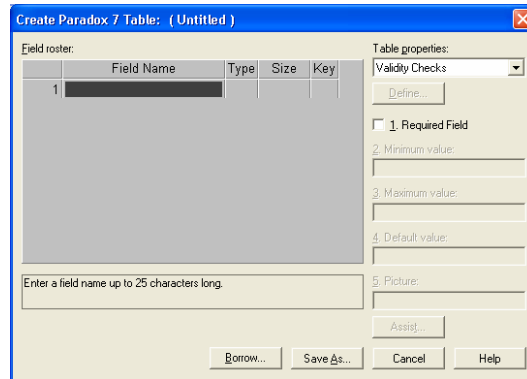 Create Paradox 7 Table: ( Untitled )
Field roster:
Field Name Type Size Key
1
Enter a field name up to 25 characters long.
Table properties:
Validity Checks
Define...
1. Required Field
2. Minimum value:
3. Maximum value:
4. Default value:
5. Picture:
Assist...
Borrow... Save As... Cancel Help